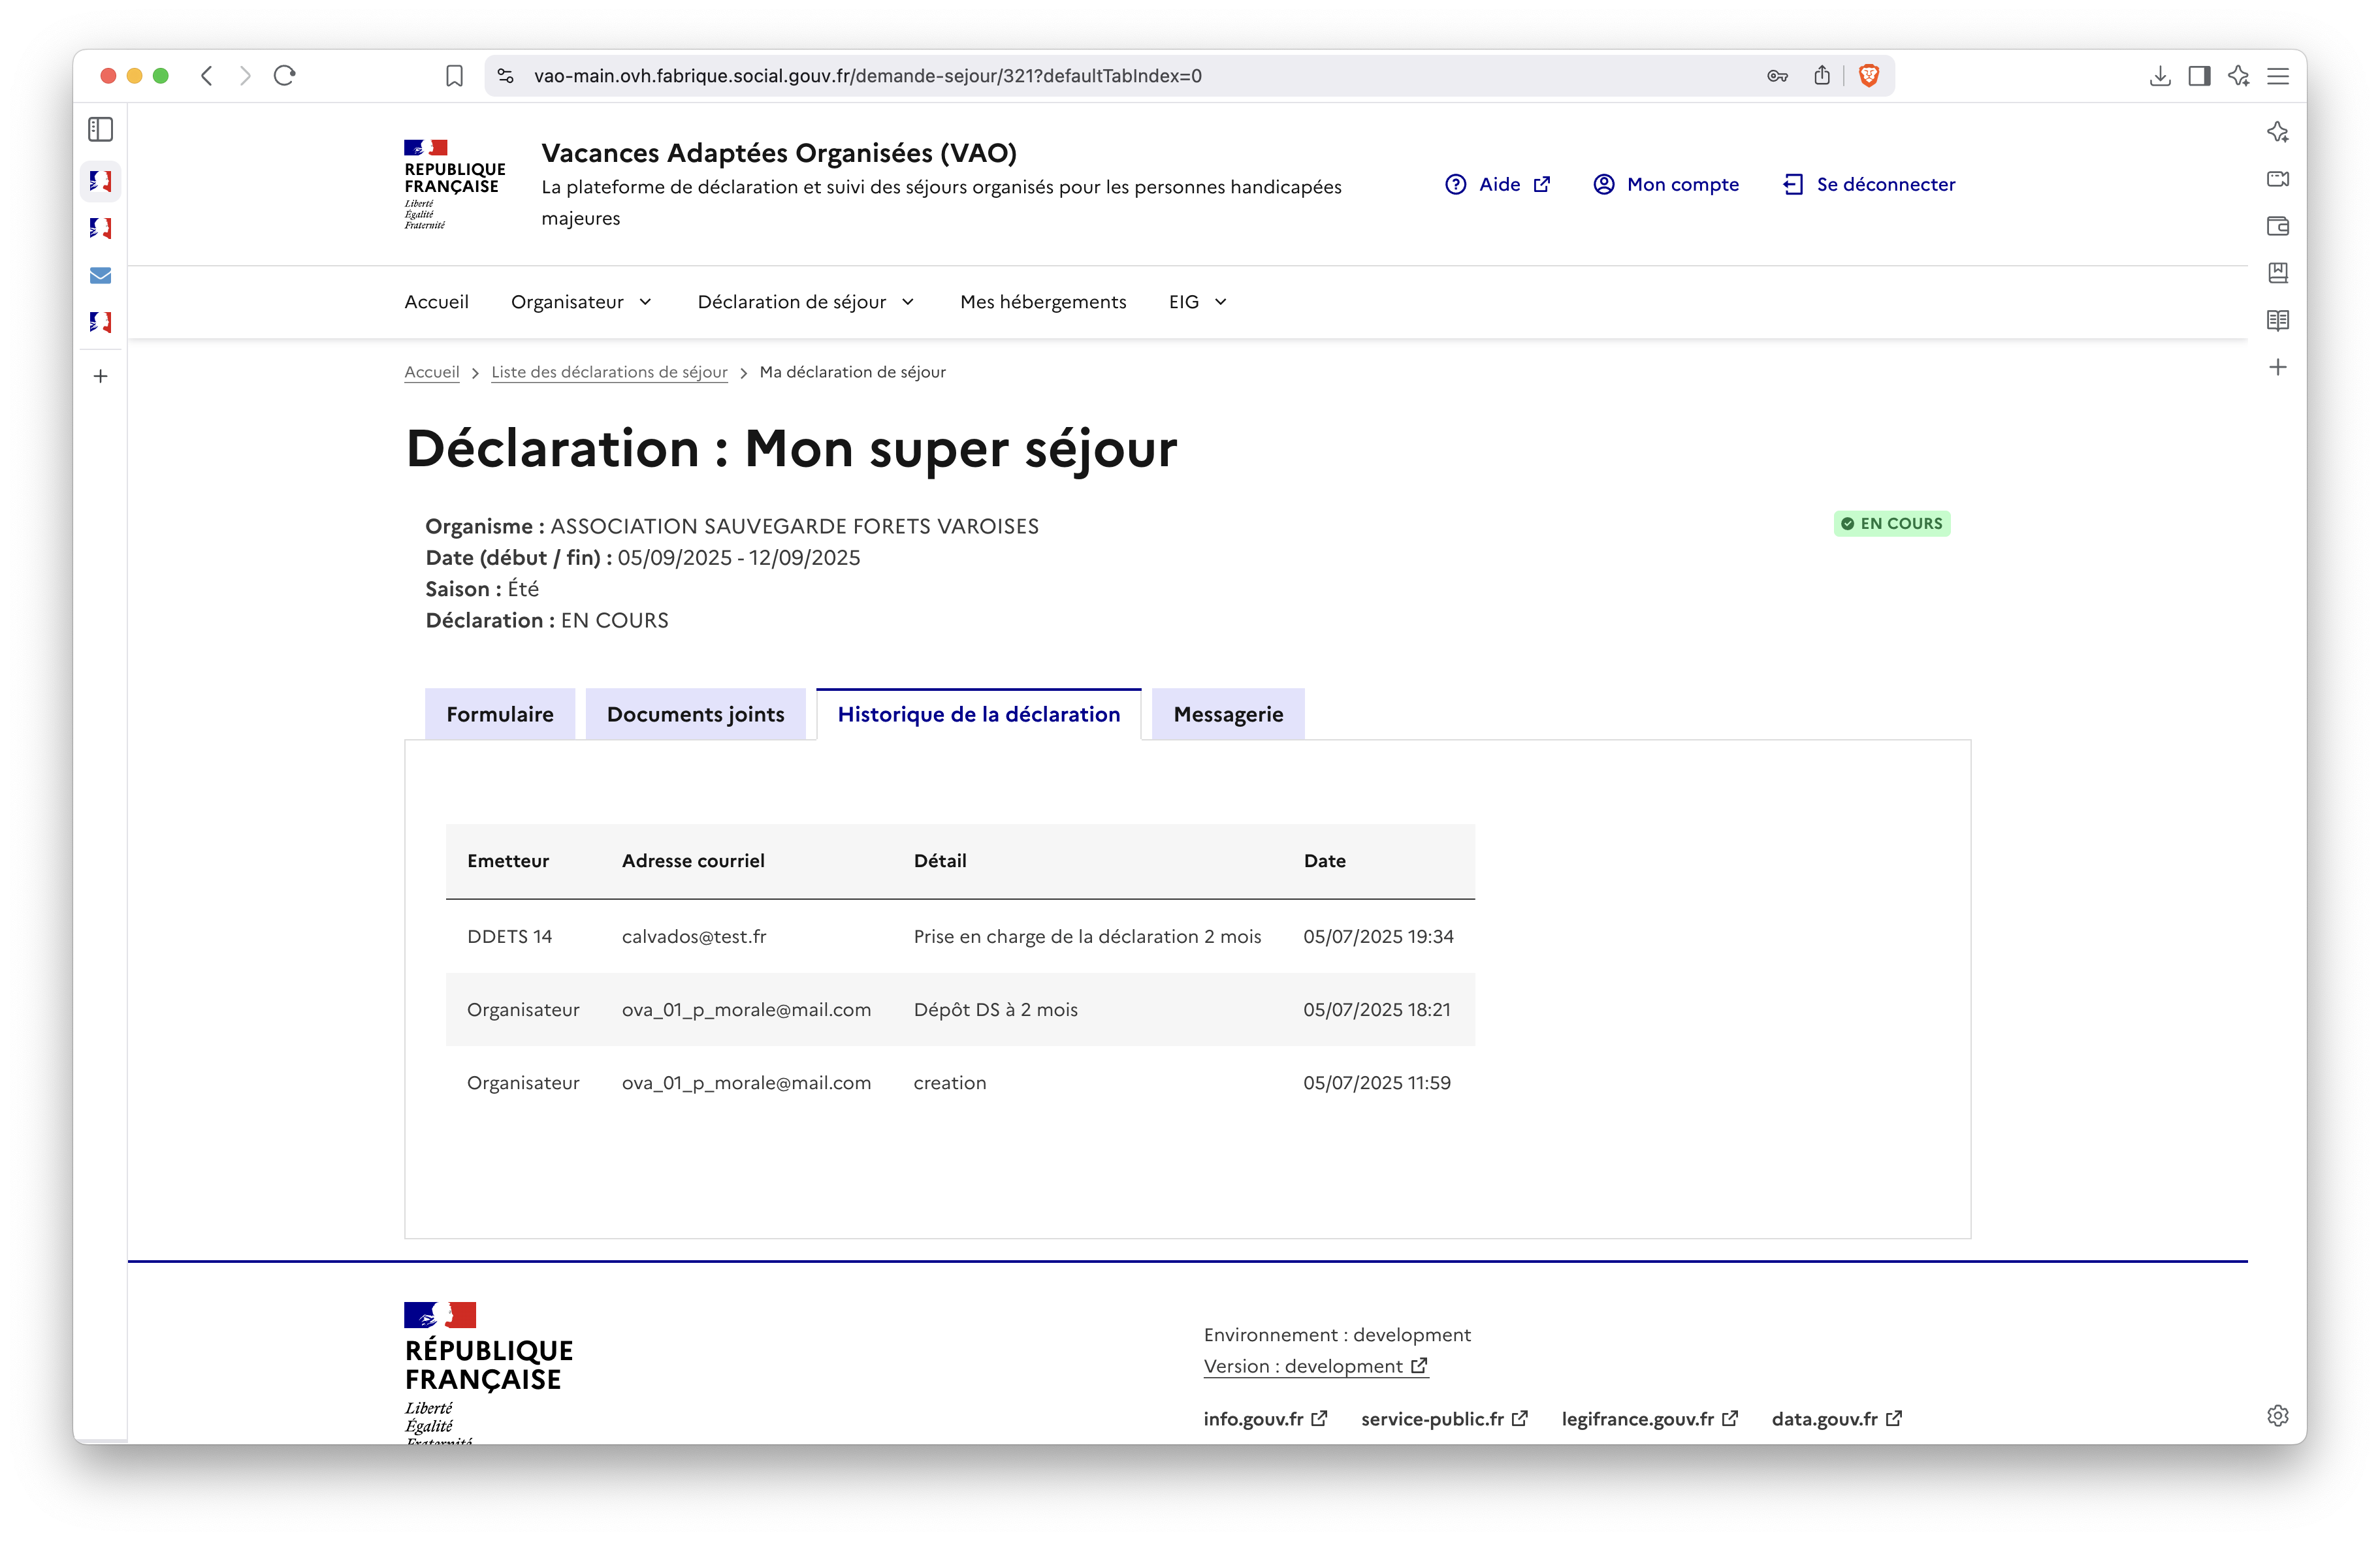 vao-main.ovh.fabrique.social.gouv.fr/demande-sejour/321?defaultTabIndex=0
RÉPUBLIQUE
FRANÇAISE
Liberté
Égalité
Fraternité
Vacances Adaptées Organisées (VAO)
La plateforme de déclaration et suivi des séjours organisés pour les personnes handicapées
majeures
Aide
Mon compte
Se déconnecter
Accueil
Organisateur
Déclaration de séjour
Mes hébergements
EIG
Accueil > Liste des déclarations de séjour > Ma déclaration de séjour
Déclaration : Mon super séjour
Organisme : ASSOCIATION SAUVEGARDE FORETS VAROISES
EN COURS
Date (début / fin) : 05/09/2025 - 12/09/2025
Saison : Été
Déclaration : EN COURS
Formulaire
Documents joints
Historique de la déclaration
Messagerie
Emetteur Adresse courriel Détail Date
DDETS 14 calvados@test.fr Prise en charge de la déclaration 2 mois 05/07/2025 19:34
Organisateur ova_01_p_morale@mail.com Dépôt DS à 2 mois 05/07/2025 18:21
Organisateur ova_01_p_morale@mail.com creation 05/07/2025 11:59
RÉPUBLIQUE
FRANÇAISE
Liberté
Égalité
Fraternité
Environnement : development
Version : development
info.gouv.fr
service-public.fr
legifrance.gouv.fr
data.gouv.fr